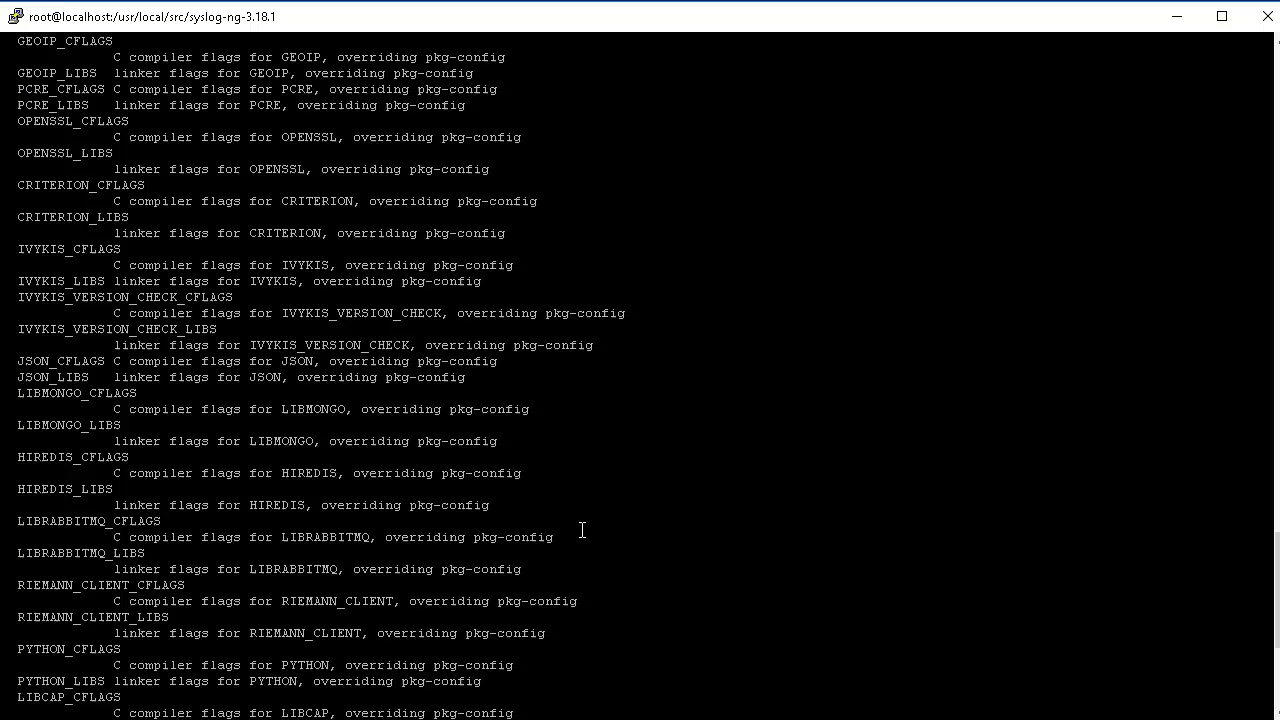 root@localhost:/usr/local/src/syslog-ng-3.18.1
GEOIP_CFLAGS
C compiler flags for GEOIP, overriding pkg-config
GEOIP_LIBS linker flags for GEOIP, overriding pkg-config
PCRE_CFLAGS C compiler flags for PCRE, overriding pkg-config
PCRE_LIBS linker flags for PCRE, overriding pkg-config
OPENSSL_CFLAGS
C compiler flags for OPENSSL, overriding pkg-config
OPENSSL_LIBS
linker flags for OPENSSL, overriding pkg-config
CRITERION_CFLAGS
C compiler flags for CRITERION, overriding pkg-config
CRITERION_LIBS
linker flags for CRITERION, overriding pkg-config
IVYKIS_CFLAGS
C compiler flags for IVYKIS, overriding pkg-config
IVYKIS_LIBS linker flags for IVYKIS, overriding pkg-config
IVYKIS_VERSION_CHECK_CFLAGS
C compiler flags for IVYKIS_VERSION_CHECK, overriding pkg-config
IVYKIS_VERSION_CHECK_LIBS
linker flags for IVYKIS_VERSION_CHECK, overriding pkg-config
JSON_CFLAGS C compiler flags for JSON, overriding pkg-config
JSON_LIBS linker flags for JSON, overriding pkg-config
LIBMONGO_CFLAGS
C compiler flags for LIBMONGO, overriding pkg-config
LIBMONGO_LIBS
linker flags for LIBMONGO, overriding pkg-config
HIREDIS_CFLAGS
C compiler flags for HIREDIS, overriding pkg-config
HIREDIS_LIBS
linker flags for HIREDIS, overriding pkg-config
LIBRABBITMQ_CFLAGS
C compiler flags for LIBRABBITMQ, overriding pkg-config
LIBRABBITMQ_LIBS
linker flags for LIBRABBITMQ, overriding pkg-config
RIEMANN_CLIENT_CFLAGS
C compiler flags for RIEMANN_CLIENT, overriding pkg-config
RIEMANN_CLIENT_LIBS
linker flags for RIEMANN_CLIENT, overriding pkg-config
PYTHON_CFLAGS
C compiler flags for PYTHON, overriding pkg-config
PYTHON_LIBS linker flags for PYTHON, overriding pkg-config
LIBCAP_CFLAGS
C compiler flags for LIBCAP, overriding pkg-config